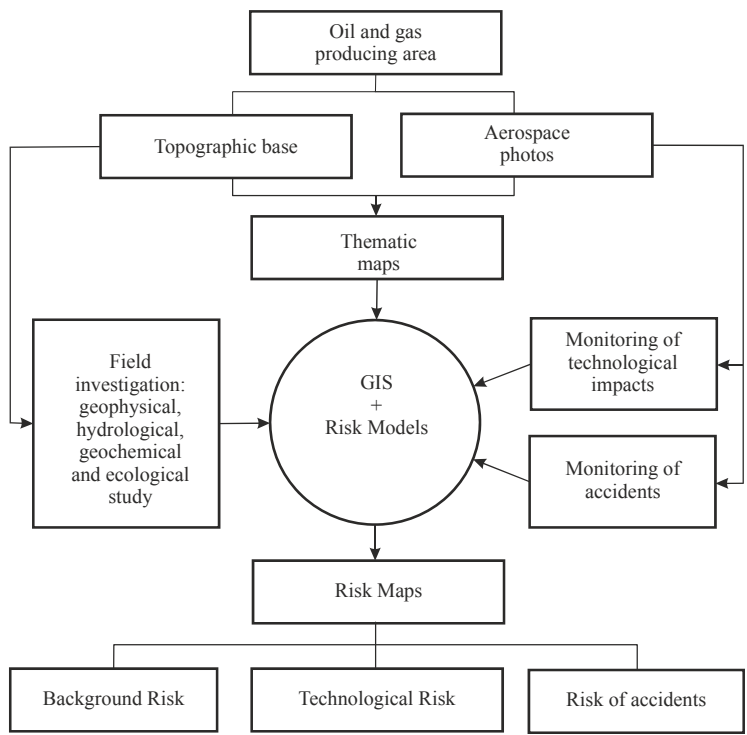 Oil and gas
producing area
Topographic base
Aerospace
photos
Thematic
maps
Field
investigation:
geophysical,
hydrological,
geochemical
and ecological
study
GIS
+
Risk Models
Monitoring of
technological
impacts
Monitoring of
accidents
Risk Maps
Background Risk
Technological Risk
Risk of accidents